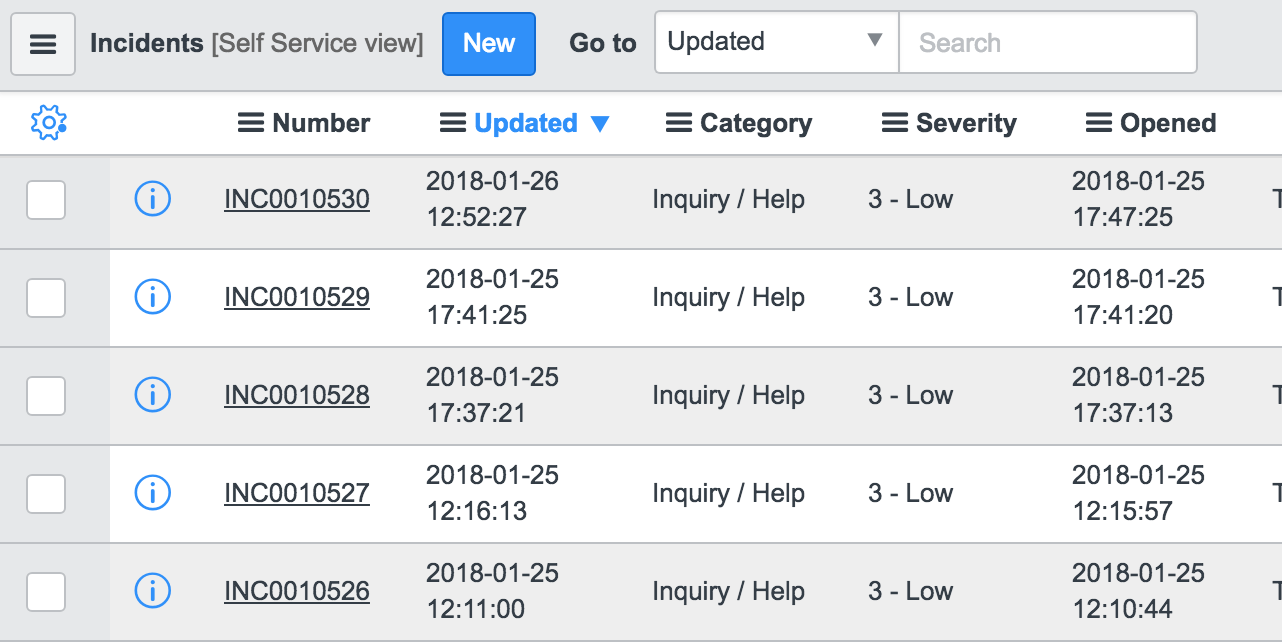 Incidents [Self Service view] New Go to Updated Search
Number Updated Category Severity Opened
INC0010530 2018-01-26 12:52:27 Inquiry / Help 3 - Low 2018-01-25 17:47:25 T
INC0010529 2018-01-25 17:41:25 Inquiry / Help 3 - Low 2018-01-25 17:41:20 T
INC0010528 2018-01-25 17:37:21 Inquiry / Help 3 - Low 2018-01-25 17:37:13 T
INC0010527 2018-01-25 12:16:13 Inquiry / Help 3 - Low 2018-01-25 12:15:57 T
INC0010526 2018-01-25 12:11:00 Inquiry / Help 3 - Low 2018-01-25 12:10:44 T